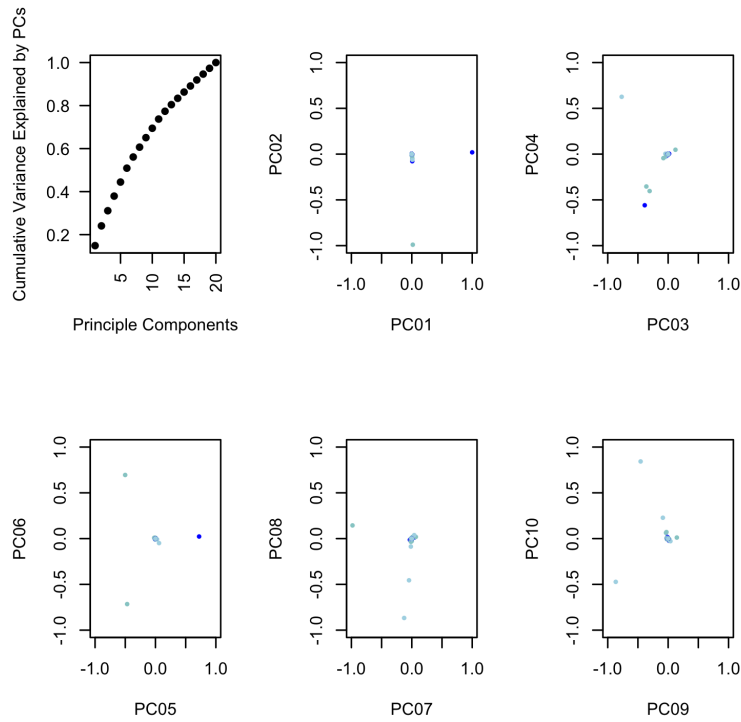 Cumulative Variance Explained by PCs
1.0
0.8
0.6
0.4
0.2
5 10 15 20
Principle Components
PC02
1.0
0.5
0.0
-0.5
-1.0
-1.0 0.0 1.0
PC01
PC04
1.0
0.5
0.0
-0.5
-1.0
-1.0 0.0 1.0
PC03
PC06
1.0
0.5
0.0
-0.5
-1.0
-1.0 0.0 1.0
PC05
PC08
1.0
0.5
0.0
-0.5
-1.0
-1.0 0.0 1.0
PC07
PC10
1.0
0.5
0.0
-0.5
-1.0
-1.0 0.0 1.0
PC09